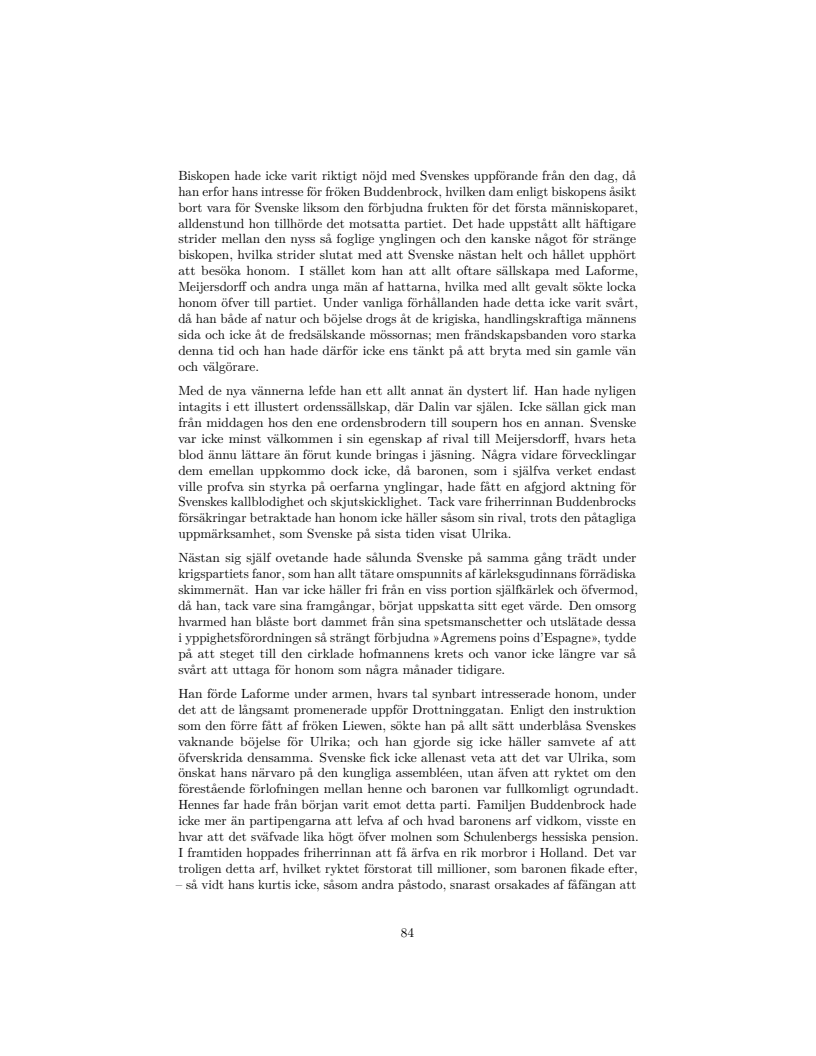 Biskopen hade icke varit riktigt nöjd med Svenskes uppförande från den dag, då
han erfor hans intresse för fröken Buddenbrock, hvilken dam enligt biskopens åsikt
bort vara för Svenske liksom den förbjudna frukten för det första människoparet,
alldenstund hon tillhörde det motsatta partiet. Det hade uppstått allt häftigare
strider mellan den nyss så foglige ynglingen och den kanske något för stränge
biskopen, hvilka strider slutat med att Svenske nästan helt och hållet upphört
att besöka honom. I stället kom han att allt oftare sällskapa med Laforme,
Meijersdorff och andra unga män af hattarna, hvilka med allt gevalt sökte locka
honom öfver till partiet. Under vanliga förhållanden hade detta icke varit svårt,
då han både af natur och böjelse drogs åt de krigiska, handlingskraftiga männens
sida och icke åt de fredsälskande mössornas; men frändskapsbanden voro starka
denna tid och han hade därför icke ens tänkt på att bryta med sin gamle vän
och välgörare.
Med de nya vännerna lefde han ett allt annat än dystert lif. Han hade nyligen
intagits i ett illustert ordenssällskap, där Dalin var själen. Icke sällan gick man
från middagen hos den ene ordensbrodern till soupern hos en annan. Svenske
var icke minst välkommen i sin egenskap af rival till Meijersdorff, hvars heta
blod ännu lättare än förut kunde bringas i jäsning. Några vidare förvecklingar
dem emellan uppkommo dock icke, då baronen, som i själfva verket endast
ville profva sin styrka på oerfarna ynglingar, hade fått en afgjord aktning för
Svenskes kallblodighet och skjutskicklighet. Tack vare friherrinnan Buddenbrocks
försäkringar betraktade han honom icke häller såsom sin rival, trots den påtagliga
uppmärksamhet, som Svenske på sista tiden visat Ulrika.
Nästan sig själf ovetande hade sålunda Svenske på samma gång trädt under
krigspartiets fanor, som han allt tätare omspunnits af kärleksgudinnans förrädiska
skimmernät. Han var icke häller fri från en viss portion själfkärlek och öfvermod,
då han, tack vare sina framgångar, börjat uppskatta sitt eget värde. Den omsorg
hvarmed han blåste bort dammet från sina spetsmanschetter och utslätade dessa
i yppighetsförordningen så strängt förbjudna »Agremens poins d'Espagne», tydde
på att steget till den cirklade hofmannens krets och vanor icke längre var så
svårt att uttaga för honom som några månader tidigare.
Han förde Laforme under armen, hvars tal synbart intresserade honom, under
det att de långsamt promenerade uppför Drottninggatan. Enligt den instruktion
som den förre fått af fröken Liewen, sökte han på allt sätt underblåsa Svenskes
vaknande böjelse för Ulrika; och han gjorde sig icke häller samvete af att
öfverskrida densamma. Svenske fick icke allenast veta att det var Ulrika, som
önskat hans närvaro på den kungliga assembléen, utan äfven att ryktet om den
förestående förlofningen mellan henne och baronen var fullkomligt ogrundadt.
Hennes far hade från början varit emot detta parti. Familjen Buddenbrock hade
icke mer än partipengarna att lefva af och hvad baronens arf vidkom, visste en
hvar att det sväfvade lika högt öfver molnen som Schulenbergs hessiska pension.
I framtiden hoppades friherrinnan att få ärfva en rik morbror i Holland. Det var
troligen detta arf, hvilket ryktet förstorat till millioner, som baronen fikade efter,
– så vidt hans kurtis icke, såsom andra påstodo, snarast orsakades af fåfängan att
84